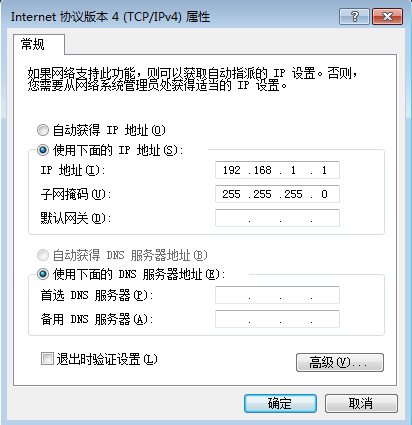 Internet 协议版本 4 (TCP/IPv4) 属性
常规
如果网络支持此功能，则可以获取自动指派的 IP 设置。否则，
您需要从网络系统管理员处获得适当的 IP 设置。
自动获得 IP 地址(O)
使用下面的 IP 地址(S):
IP 地址(I): 192 .168 . 1 . 1
子网掩码(U): 255 .255 .255 . 0
默认网关(D): . . .
自动获得 DNS 服务器地址(B)
使用下面的 DNS 服务器地址(E):
首选 DNS 服务器(P): . . .
备用 DNS 服务器(A): . . .
退出时验证设置(L)
高级(V)...
确定 取消